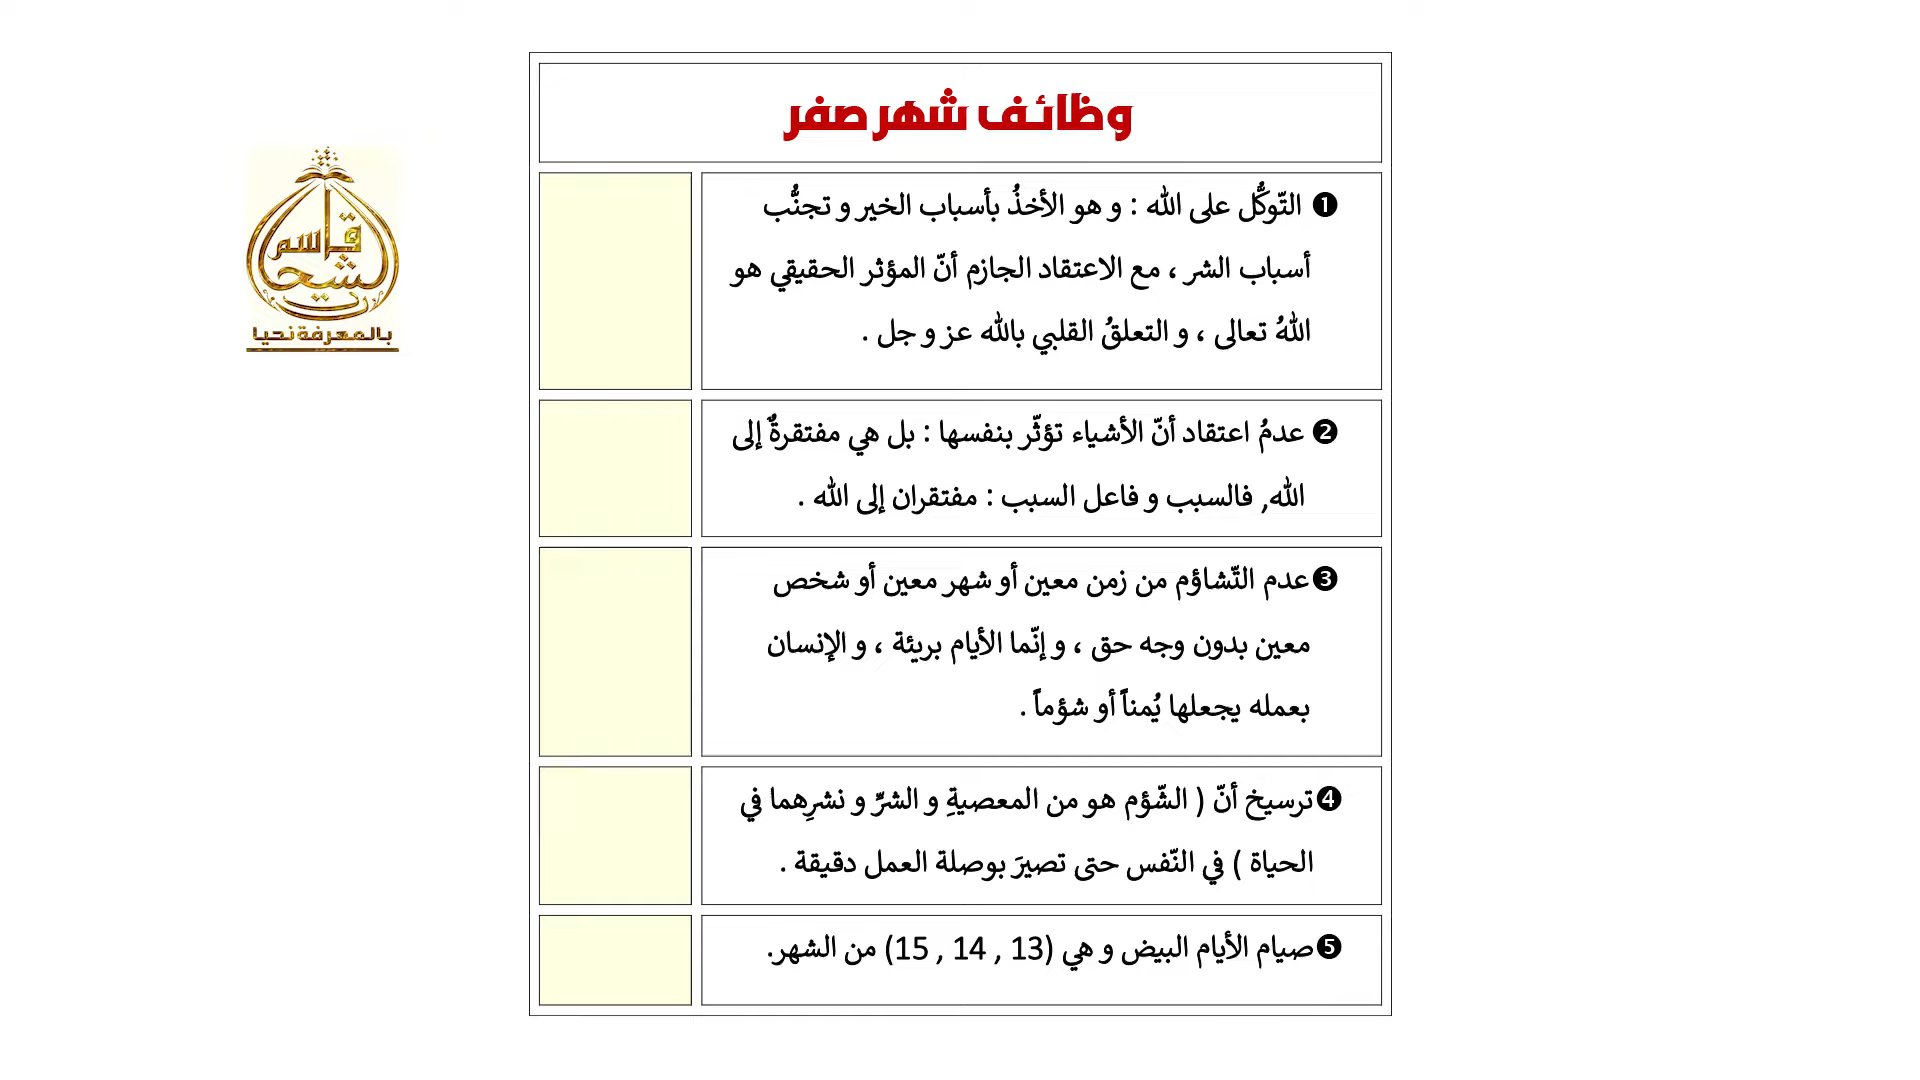 وظائف شهر صفر
❶ التّوكُّل على الله : و هو الأخذُ بأسباب الخير و تجنُّب
أسباب الشر ، مع الاعتقاد الجازم أنّ المؤثر الحقيقي هو
اللهُ تعالى ، و التعلقُ القلبي بالله عز و جل .
❷ عدمُ اعتقاد أنّ الأشياء تؤثّر بنفسها : بل هي مفتقرةٌ إلى
الله, فالسبب و فاعل السبب : مفتقران إلى الله .
❸عدم التّشاؤم من زمن معين أو شهر معين أو شخص
معين بدون وجه حق ، و إنّما الأيام بريئة ، و الإنسان
بعمله يجعلها يُمناً أو شؤماً .
❹ترسيخ أنّ ( الشّؤم هو من المعصيةِ و الشرِّ و نشرِهما في
الحياة ) في النّفس حتى تصيرَ بوصلة العمل دقيقة .
❺صيام الأيام البيض و هي (13 , 14 , 15) من الشهر.
قاسم
الشيخ
بالمعرفة نحيا